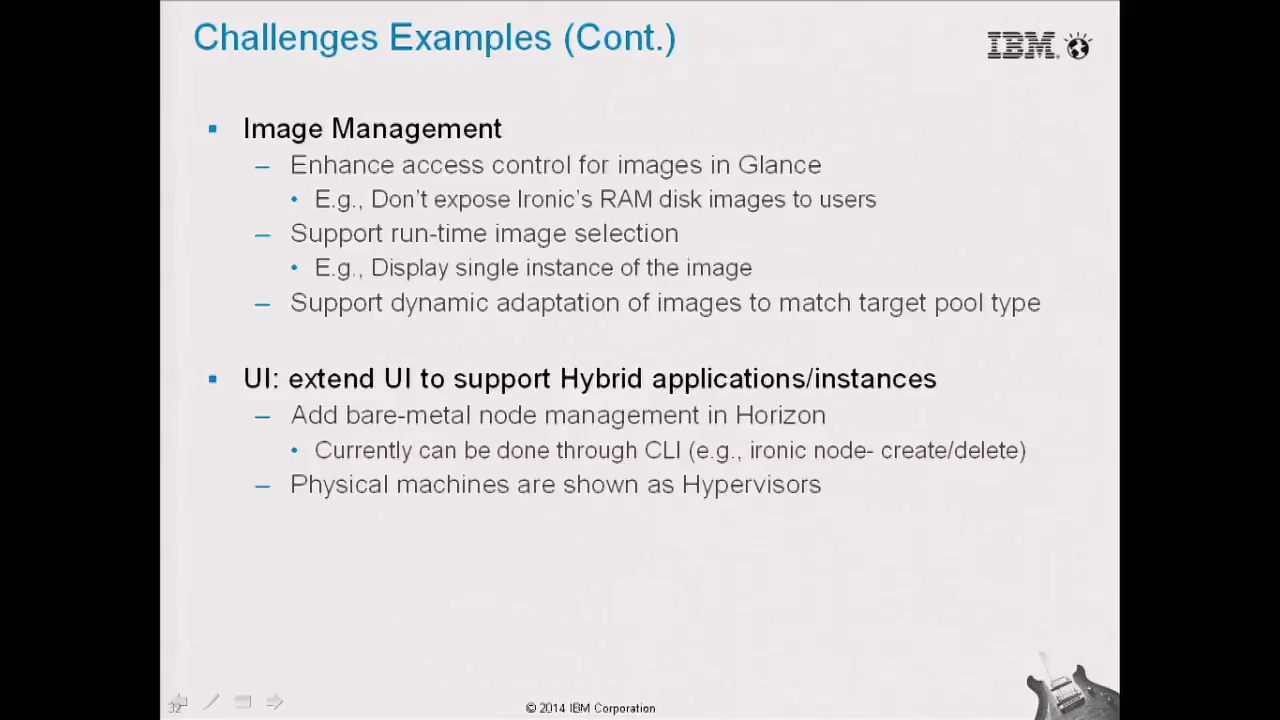 Challenges Examples (Cont.)
IBM
Image Management
– Enhance access control for images in Glance
• E.g., Don't expose Ironic's RAM disk images to users
– Support run-time image selection
• E.g., Display single instance of the image
– Support dynamic adaptation of images to match target pool type
UI: extend UI to support Hybrid applications/instances
– Add bare-metal node management in Horizon
• Currently can be done through CLI (e.g., ironic node- create/delete)
– Physical machines are shown as Hypervisors
32
© 2014 IBM Corporation